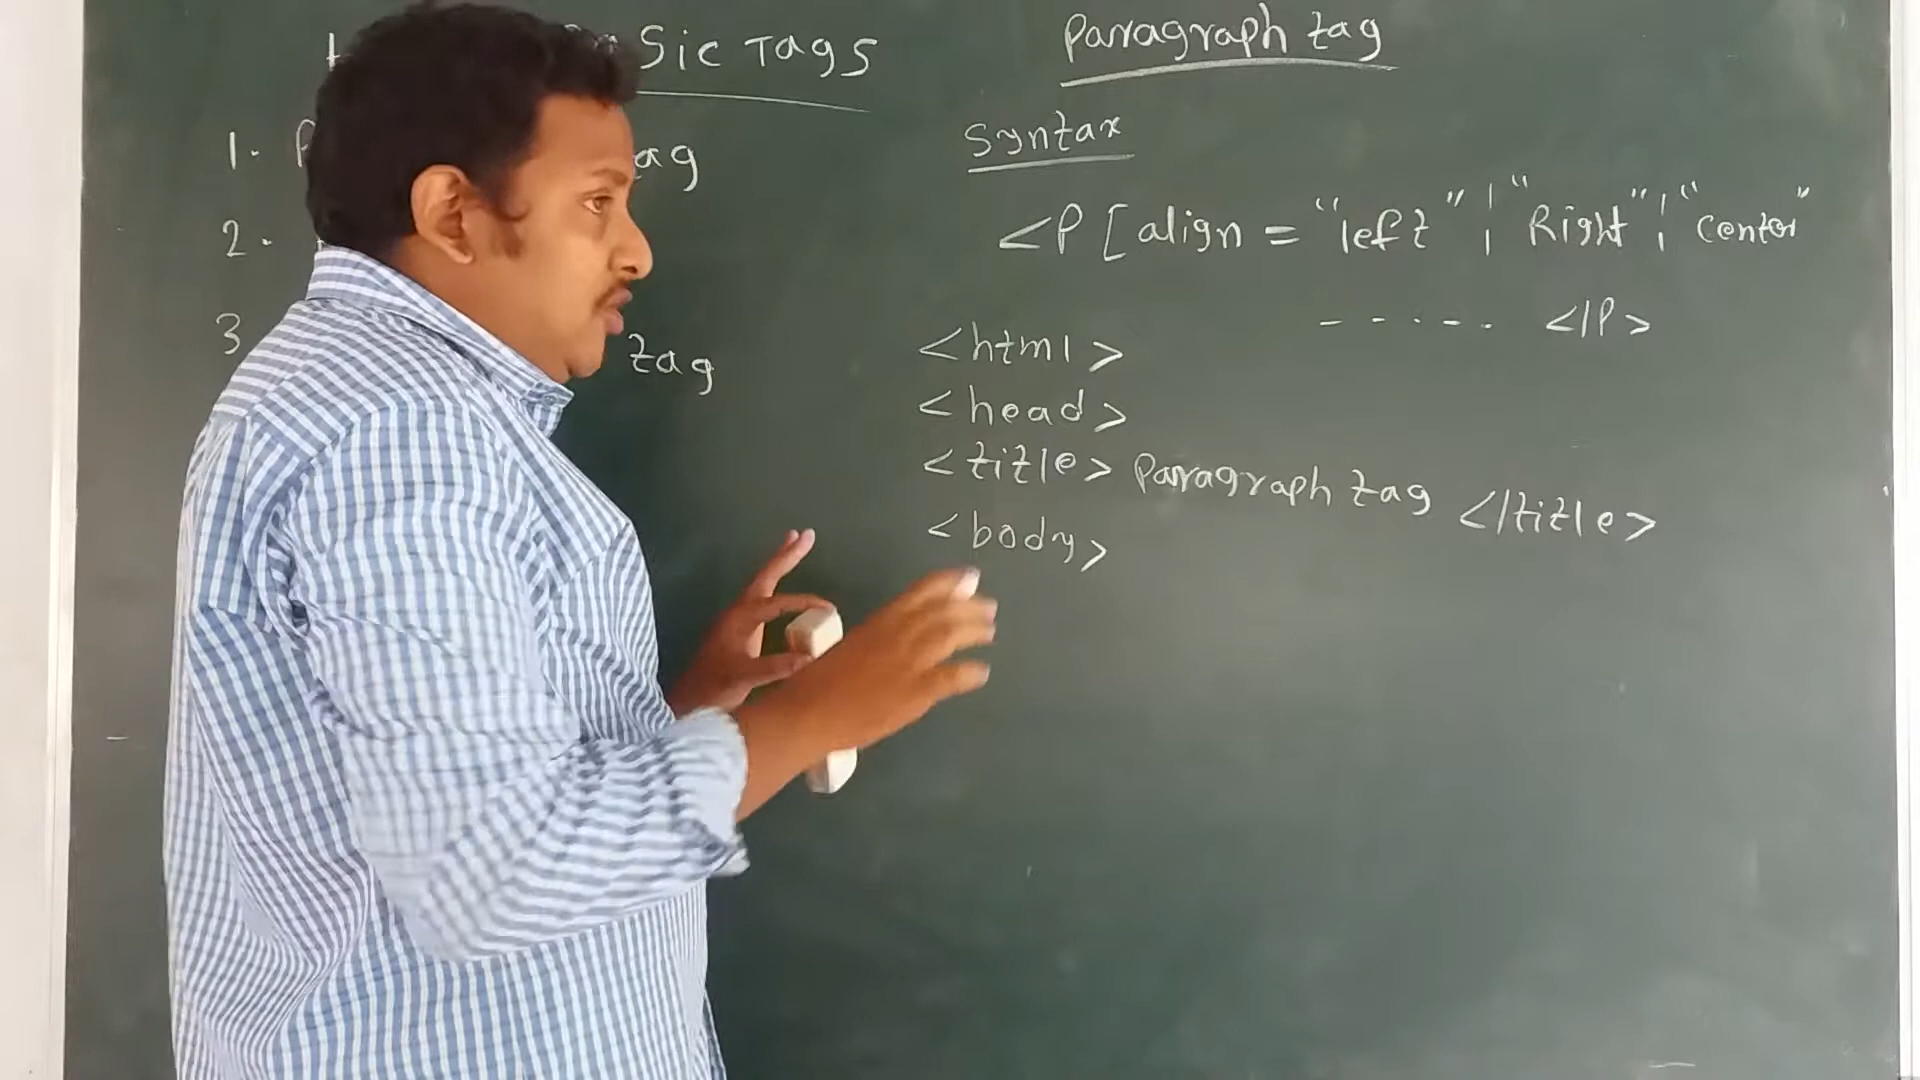 Sic Tags
1. ag
2.
3 tag
Paragraph tag
Syntax
<P [align = "left" | "Right" | "center"
- - - - - </P>
<html>
<head>
<title> Paragraph tag </title>
<body>